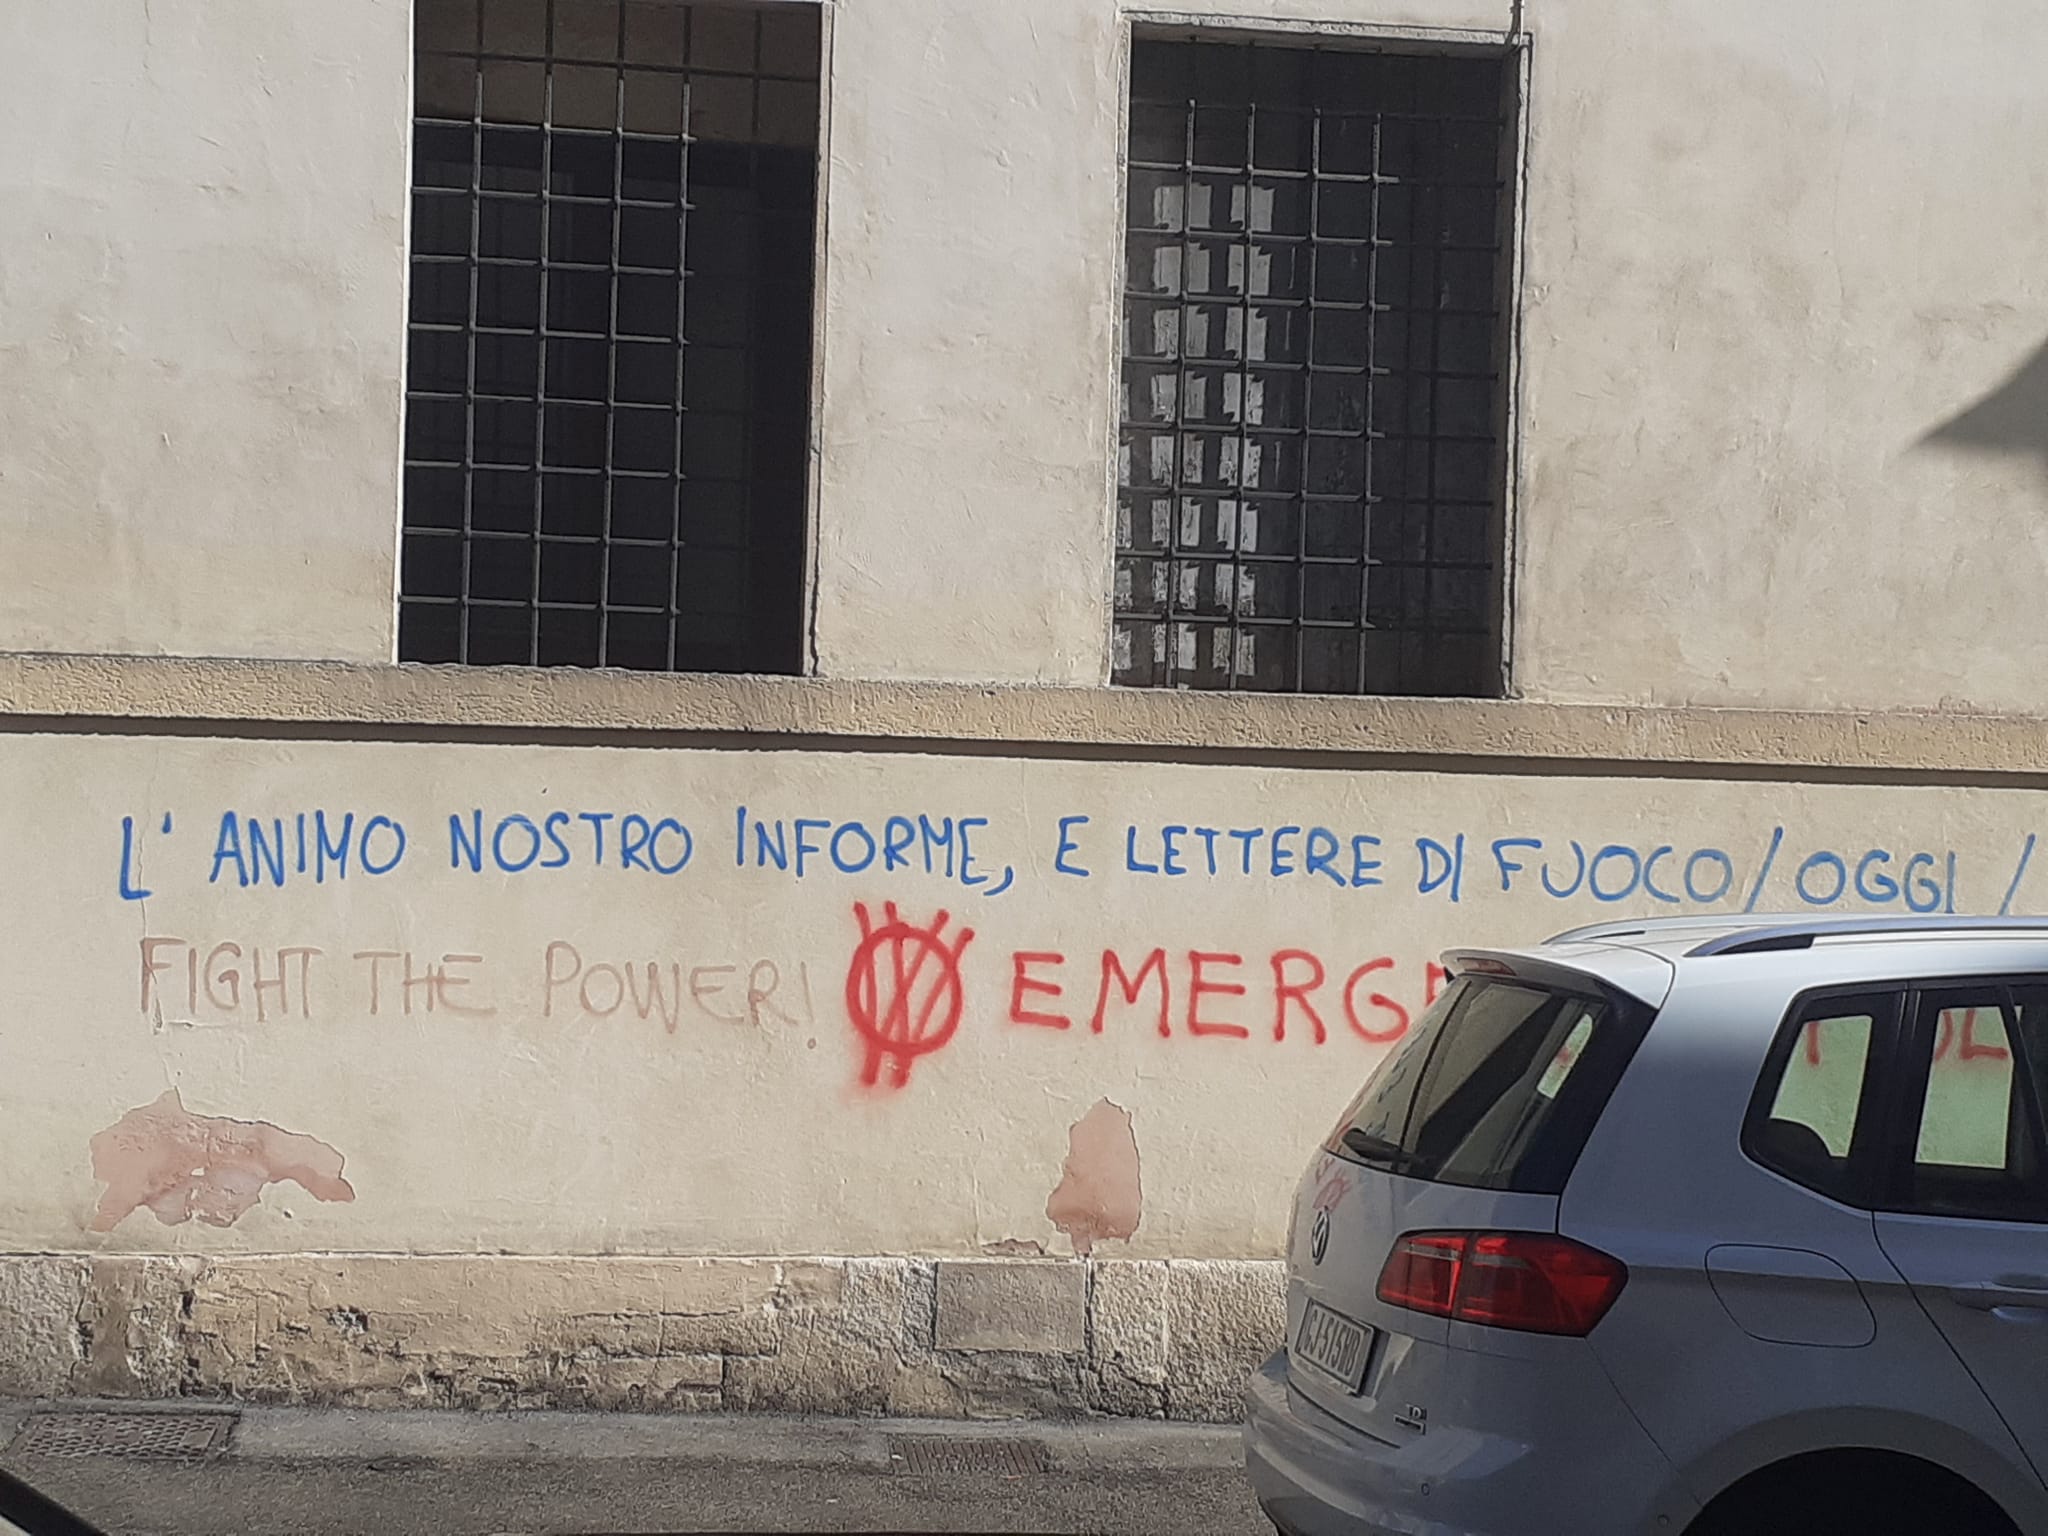 L' ANIMO NOSTRO INFORME, E LETTERE DI FUOCO / OGGI /
FIGHT THE POWER! EMERG